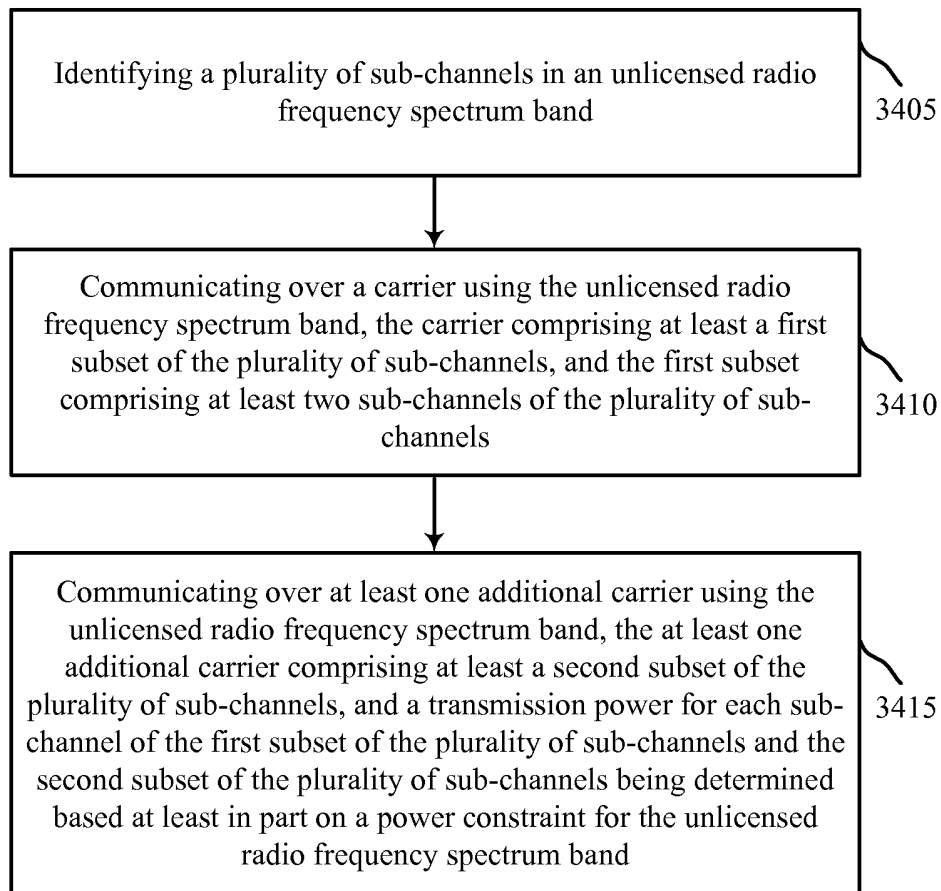 Identifying a plurality of sub-channels in an unlicensed radio
frequency spectrum band
3405
Communicating over a carrier using the unlicensed radio
frequency spectrum band, the carrier comprising at least a first
subset of the plurality of sub-channels, and the first subset
comprising at least two sub-channels of the plurality of sub-
channels
3410
Communicating over at least one additional carrier using the
unlicensed radio frequency spectrum band, the at least one
additional carrier comprising at least a second subset of the
plurality of sub-channels, and a transmission power for each sub-
channel of the first subset of the plurality of sub-channels and the
second subset of the plurality of sub-channels being determined
based at least in part on a power constraint for the unlicensed
radio frequency spectrum band
3415